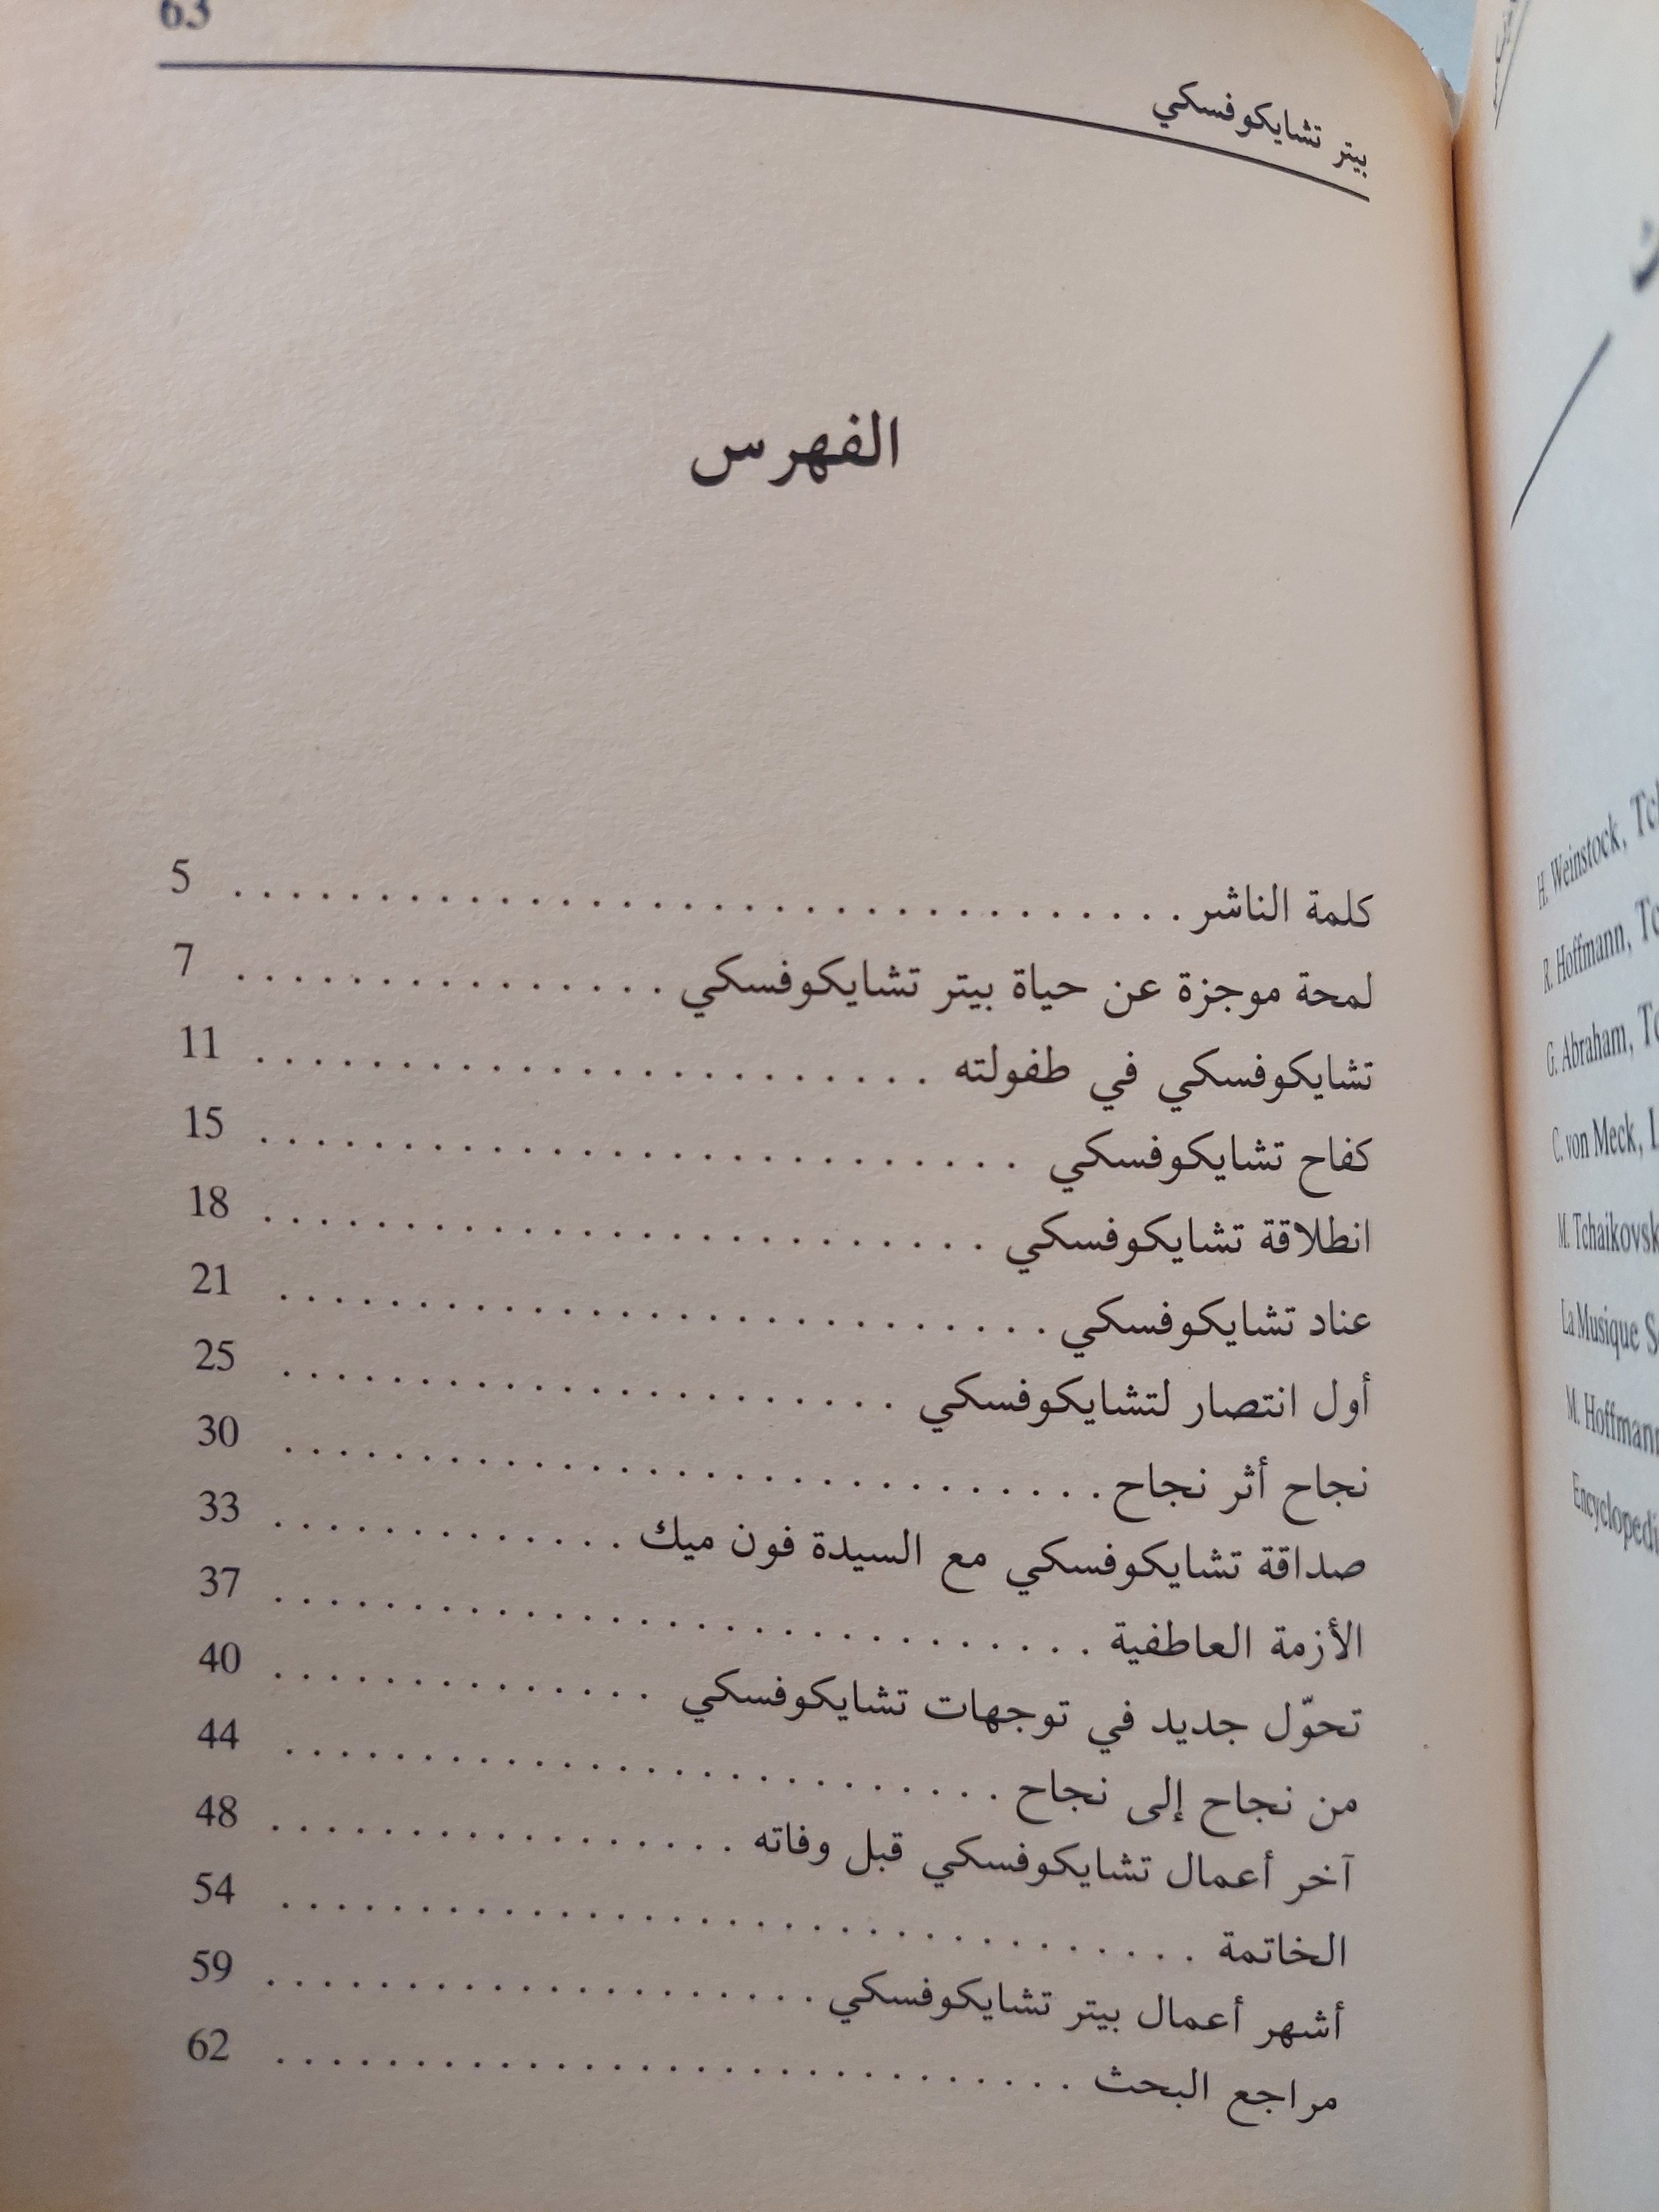 63
بيتر تشايكوفسكي
الفهرس
كلمة الناشر . . . . . . . . . . . . . . . . . . . . . . . . . . . . . . . . . 5
لمحة موجزة عن حياة بيتر تشايكوفسكي . . . . . . . . . . . . . . . 7
تشايكوفسكي في طفولته . . . . . . . . . . . . . . . . . . . . . . . . 11
كفاح تشايكوفسكي . . . . . . . . . . . . . . . . . . . . . . . . . . . 15
انطلاقة تشايكوفسكي . . . . . . . . . . . . . . . . . . . . . . . . . . 18
عناد تشايكوفسكي . . . . . . . . . . . . . . . . . . . . . . . . . . . . 21
أول انتصار لتشايكوفسكي . . . . . . . . . . . . . . . . . . . . . . 25
نجاح أثر نجاح . . . . . . . . . . . . . . . . . . . . . . . . . . . . . 30
صداقة تشايكوفسكي مع السيدة فون ميك . . . . . . . . . . . . . 33
الأزمة العاطفية . . . . . . . . . . . . . . . . . . . . . . . . . . . . . 37
تحوّل جديد في توجهات تشايكوفسكي . . . . . . . . . . . . . . 40
من نجاح إلى نجاح . . . . . . . . . . . . . . . . . . . . . . . . . . 44
آخر أعمال تشايكوفسكي قبل وفاته . . . . . . . . . . . . . . . . . 48
الخاتمة . . . . . . . . . . . . . . . . . . . . . . . . . . . . . . . . . 54
أشهر أعمال بيتر تشايكوفسكي . . . . . . . . . . . . . . . . . . . . 59
مراجع البحث . . . . . . . . . . . . . . . . . . . . . . . . . . . . . 62
H. Weinstock,
R. Hoffmann,
G. Abraham,
C. von Meck,
M.
La Musique
M.